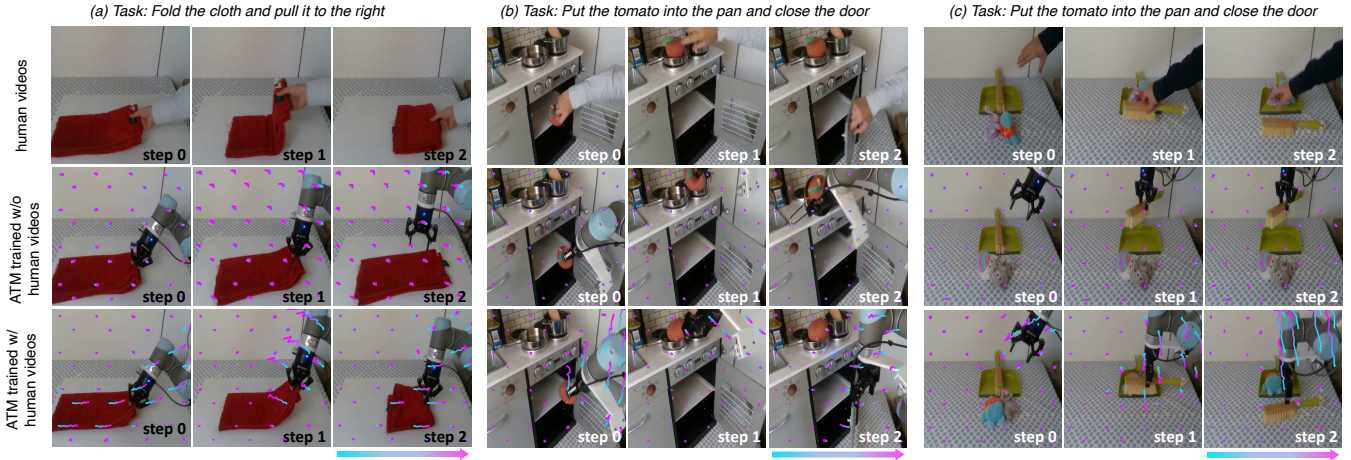 (a) Task: Fold the cloth and pull it to the right
(b) Task: Put the tomato into the pan and close the door
(c) Task: Put the tomato into the pan and close the door
human videos
step 0
step 1
step 2
step 0
step 1
step 2
step 0
step 1
step 2
ATM trained w/o
human videos
step 0
step 1
step 2
step 0
step 1
step 2
step 0
step 1
step 2
ATM trained w/
human videos
step 0
step 1
step 2
step 0
step 1
step 2
step 0
step 1
step 2